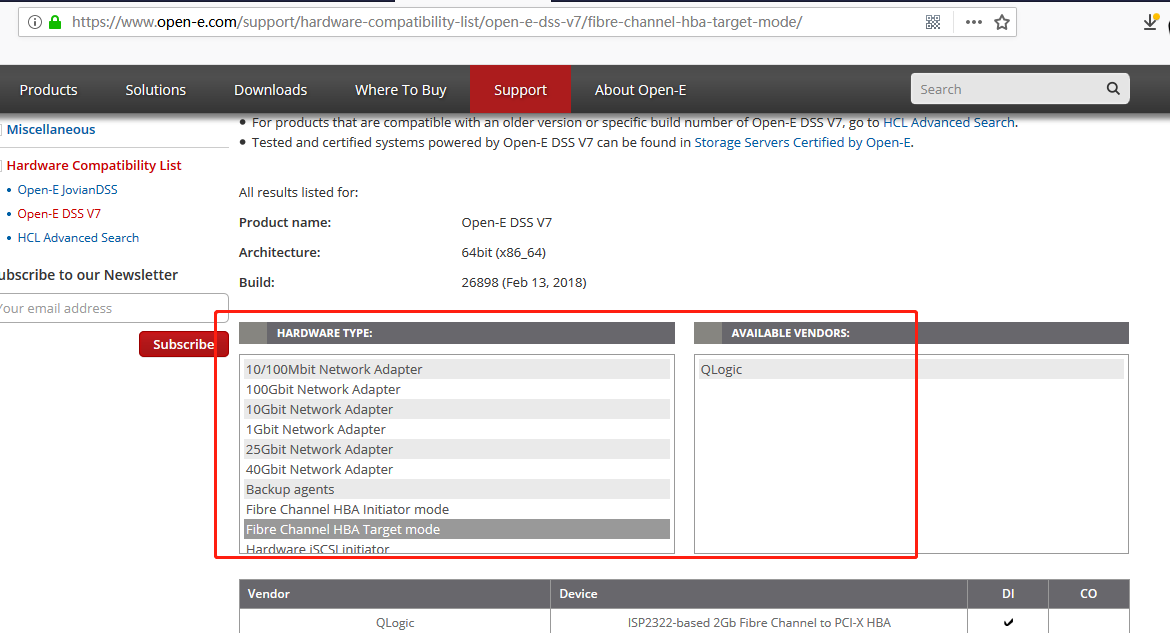 https://www.open-e.com/support/hardware-compatibility-list/open-e-dss-v7/fibre-channel-hba-target-mode/
Products Solutions Downloads Where To Buy Support About Open-E Search
Miscellaneous
Hardware Compatibility List
• Open-E JovianDSS
• Open-E DSS V7
• HCL Advanced Search
ubscribe to our Newsletter
Your email address
Subscribe
• For products that are compatible with an older version or specific build number of Open-E DSS V7, go to HCL Advanced Search.
• Tested and certified systems powered by Open-E DSS V7 can be found in Storage Servers Certified by Open-E.
All results listed for:
Product name: Open-E DSS V7
Architecture: 64bit (x86_64)
Build: 26898 (Feb 13, 2018)
HARDWARE TYPE:
10/100Mbit Network Adapter
100Gbit Network Adapter
10Gbit Network Adapter
1Gbit Network Adapter
25Gbit Network Adapter
40Gbit Network Adapter
Backup agents
Fibre Channel HBA Initiator mode
Fibre Channel HBA Target mode
Hardware iSCSI initiator
AVAILABLE VENDORS:
QLogic
Vendor Device DI CO
QLogic ISP2322-based 2Gb Fibre Channel to PCI-X HBA ✔